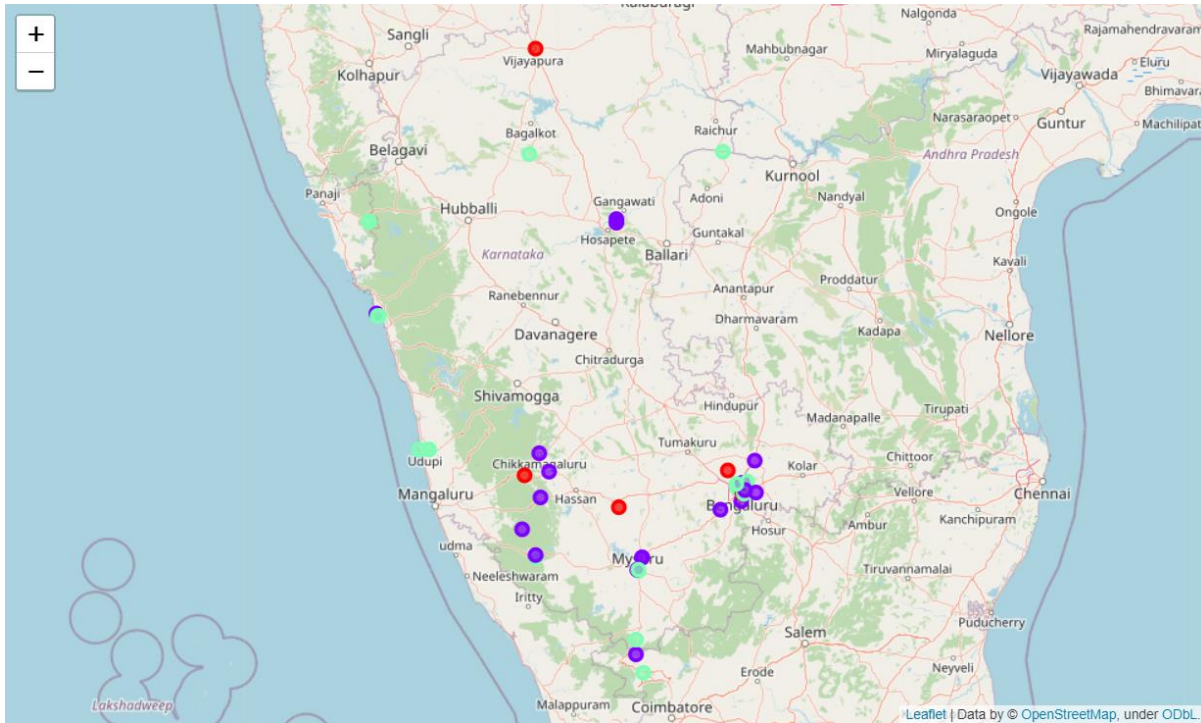 +
−
Kalaburagi
Sangli
Nalgonda
Rajamahendravaram
Mahbubnagar
Miryalaguda
Vijayapura
Eluru
Kolhapur
Vijayawada
Bhimavara
Narasaraopet
Bagalkot
Raichur
Guntur
Machilipat
Belagavi
Andhra Pradesh
Kurnool
Panaji
Adoni
Gangawati
Nandyal
Hubballi
Ongole
Hosapete
Guntakal
Karnataka
Ballari
Kavali
Proddatur
Ranebennur
Anantapur
Dharmavaram
Davanagere
Kadapa
Nellore
Chitradurga
Shivamogga
Hindupur
Madanapalle
Tirupati
Tumakuru
Udupi
Chikkamagaluru
Kolar
Chittoor
Mangaluru
Hassan
Vellore
Chennai
Bengaluru
Kanchipuram
Hosur
Ambur
udma
Mysuru
Neeleshwaram
Tiruvannamalai
Iritty
Puducherry
Salem
Erode
Neyveli
Lakshadweep
Malappuram
Coimbatore
Leaflet | Data by © OpenStreetMap, under ODbL.